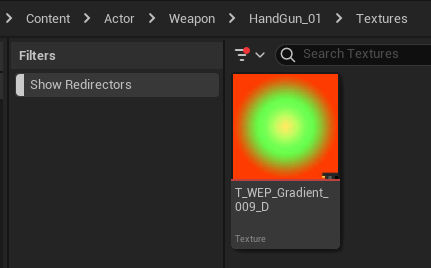 Content > Actor > Weapon > HandGun_01 > Textures
Filters
Show Redirectors
Search Textures
T_WEP_Gradient_
009_D
Texture